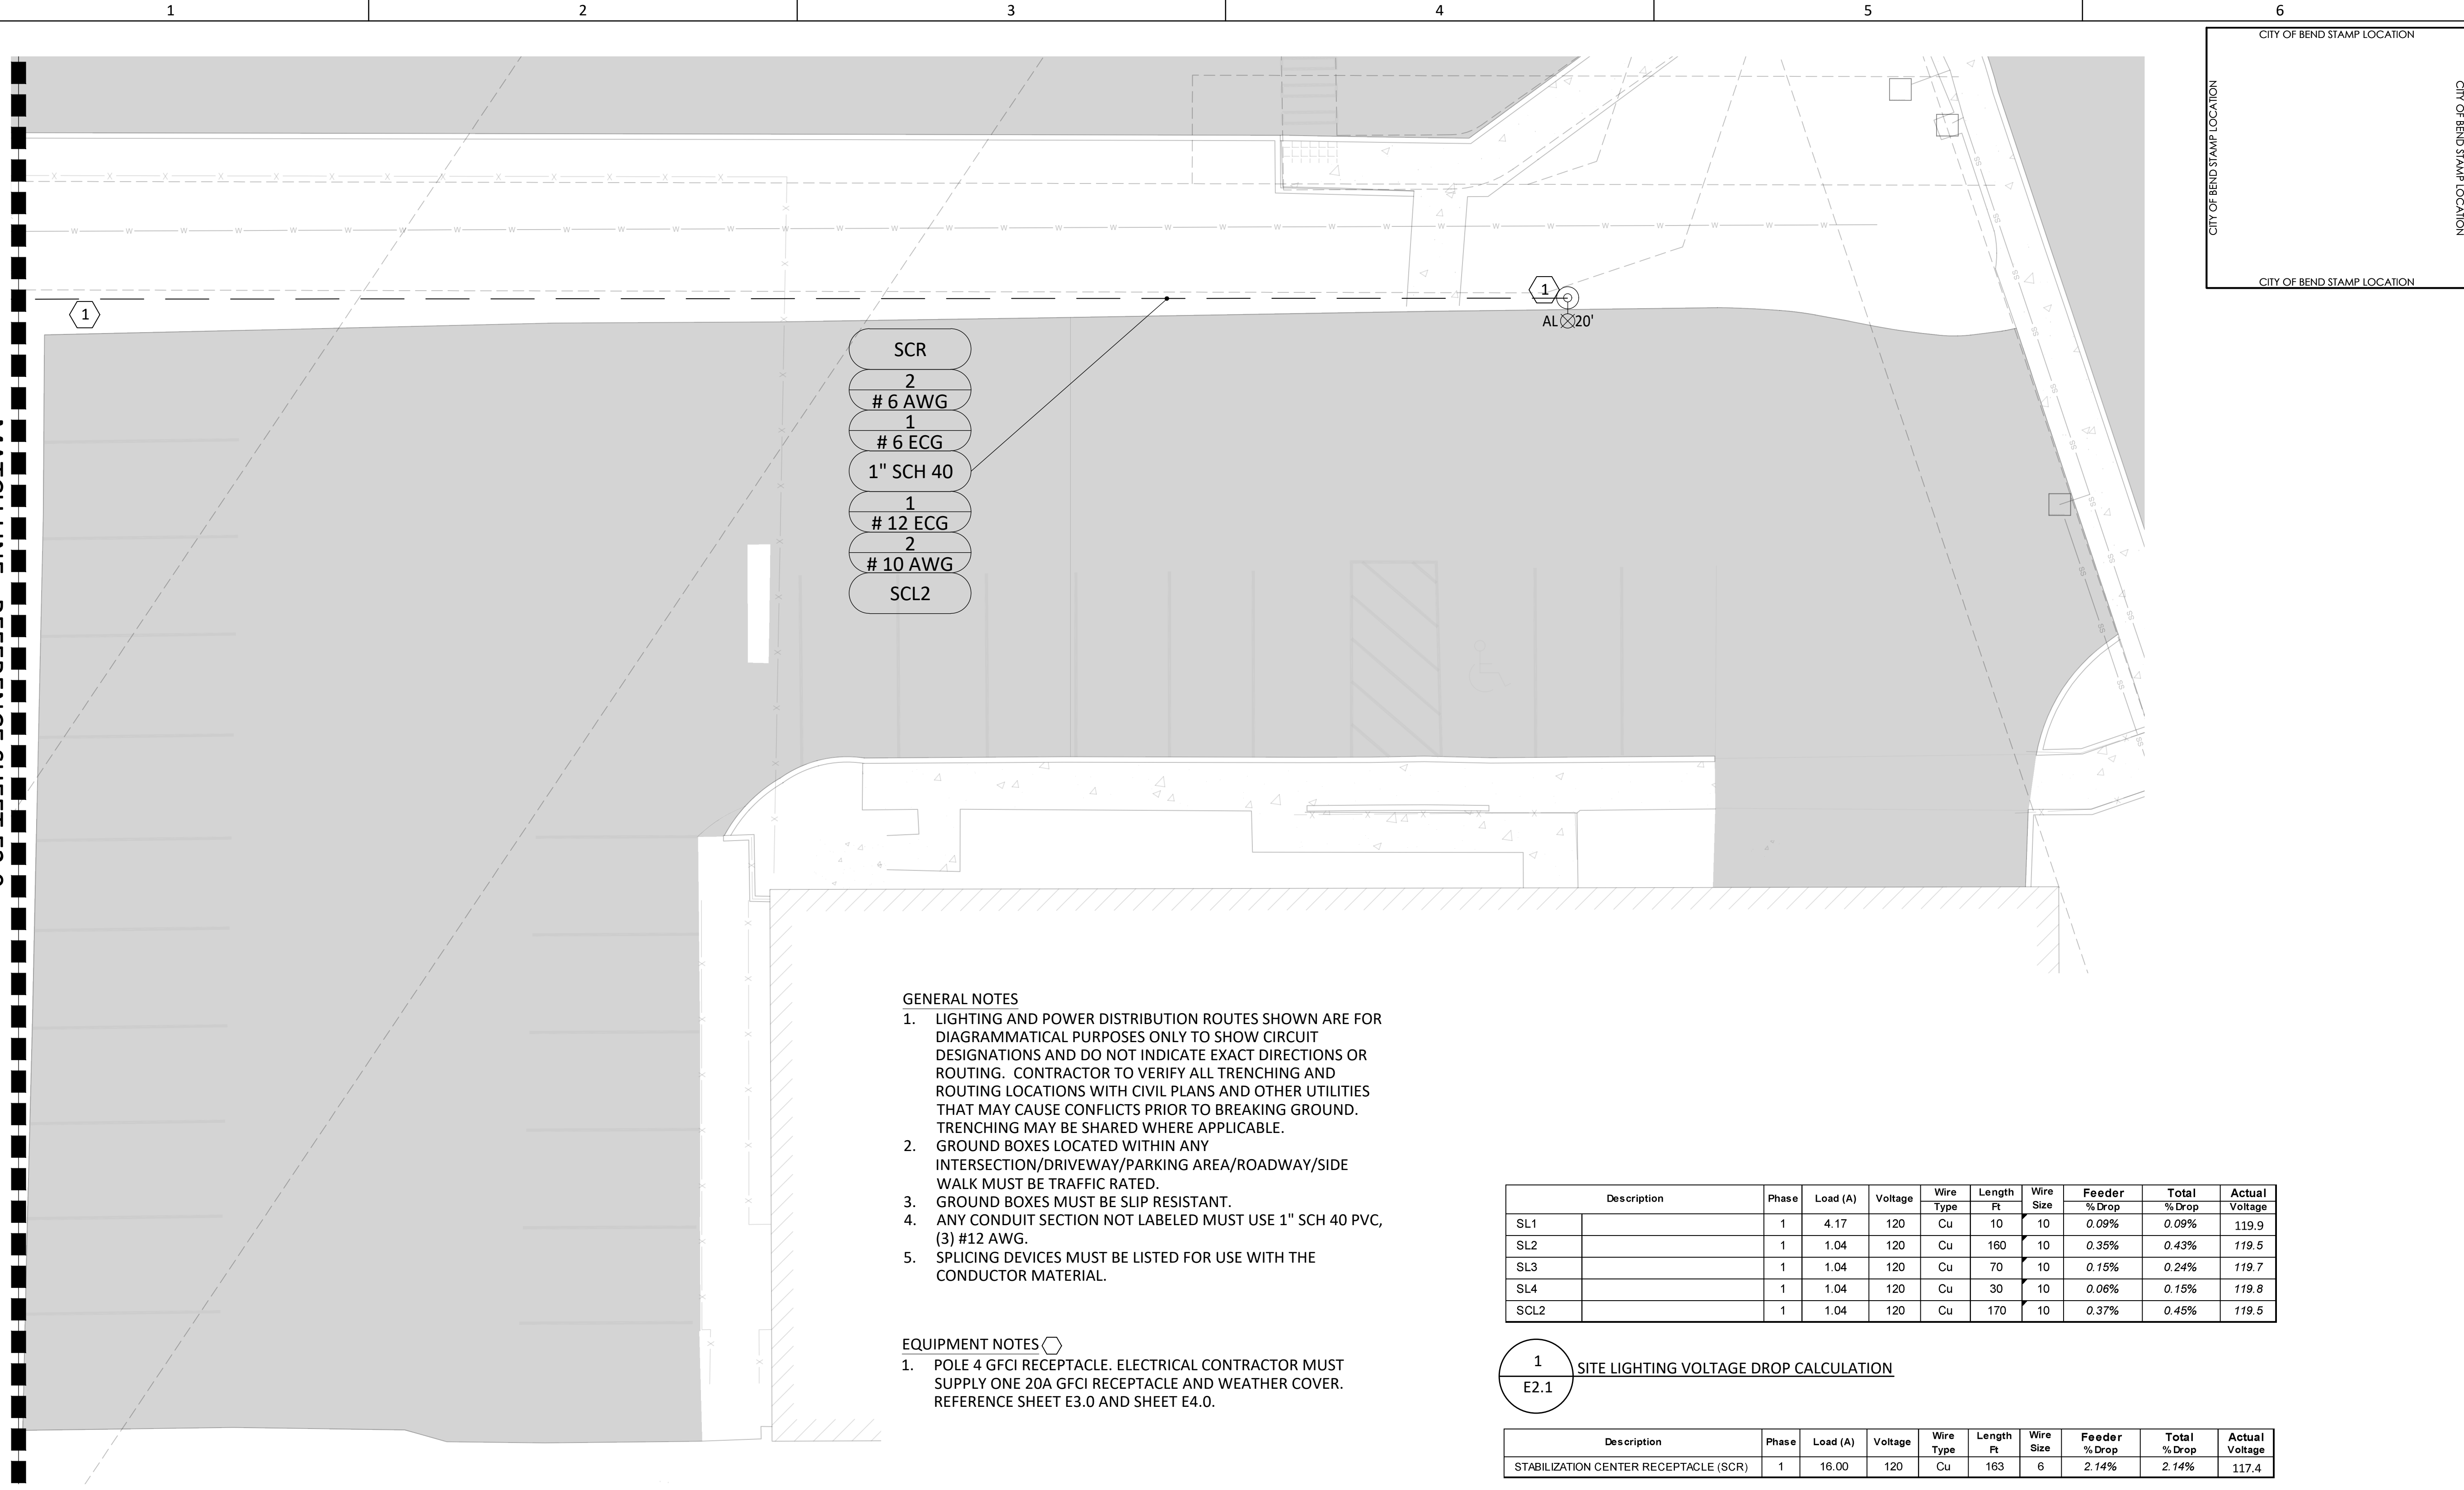 1 2 3 4 5 6
CITY OF BEND STAMP LOCATION
CITY OF BEND STAMP LOCATION
CITY OF BEND STAMP LOCATION
CITY OF BEND STAMP LOCATION
1
1
AL 20'
SCR
2
# 6 AWG
1
# 6 ECG
1" SCH 40
1
# 12 ECG
2
# 10 AWG
SCL2
GENERAL NOTES
1. LIGHTING AND POWER DISTRIBUTION ROUTES SHOWN ARE FOR
DIAGRAMMATICAL PURPOSES ONLY TO SHOW CIRCUIT
DESIGNATIONS AND DO NOT INDICATE EXACT DIRECTIONS OR
ROUTING. CONTRACTOR TO VERIFY ALL TRENCHING AND
ROUTING LOCATIONS WITH CIVIL PLANS AND OTHER UTILITIES
THAT MAY CAUSE CONFLICTS PRIOR TO BREAKING GROUND.
TRENCHING MAY BE SHARED WHERE APPLICABLE.
2. GROUND BOXES LOCATED WITHIN ANY
INTERSECTION/DRIVEWAY/PARKING AREA/ROADWAY/SIDE
WALK MUST BE TRAFFIC RATED.
3. GROUND BOXES MUST BE SLIP RESISTANT.
4. ANY CONDUIT SECTION NOT LABELED MUST USE 1" SCH 40 PVC,
(3) #12 AWG.
5. SPLICING DEVICES MUST BE LISTED FOR USE WITH THE
CONDUCTOR MATERIAL.
EQUIPMENT NOTES
1. POLE 4 GFCI RECEPTACLE. ELECTRICAL CONTRACTOR MUST
SUPPLY ONE 20A GFCI RECEPTACLE AND WEATHER COVER.
REFERENCE SHEET E3.0 AND SHEET E4.0.
Description Phase Load (A) Voltage Wire Type Length Ft Wire Size Feeder % Drop Total % Drop Actual Voltage
SL1 1 4.17 120 Cu 10 10 0.09% 0.09% 119.9
SL2 1 1.04 120 Cu 160 10 0.35% 0.43% 119.5
SL3 1 1.04 120 Cu 70 10 0.15% 0.24% 119.7
SL4 1 1.04 120 Cu 30 10 0.06% 0.15% 119.8
SCL2 1 1.04 120 Cu 170 10 0.37% 0.45% 119.5
1
E2.1
SITE LIGHTING VOLTAGE DROP CALCULATION
Description Phase Load (A) Voltage Wire Type Length Ft Wire Size Feeder % Drop Total % Drop Actual Voltage
STABILIZATION CENTER RECEPTACLE (SCR) 1 16.00 120 Cu 163 6 2.14% 2.14% 117.4